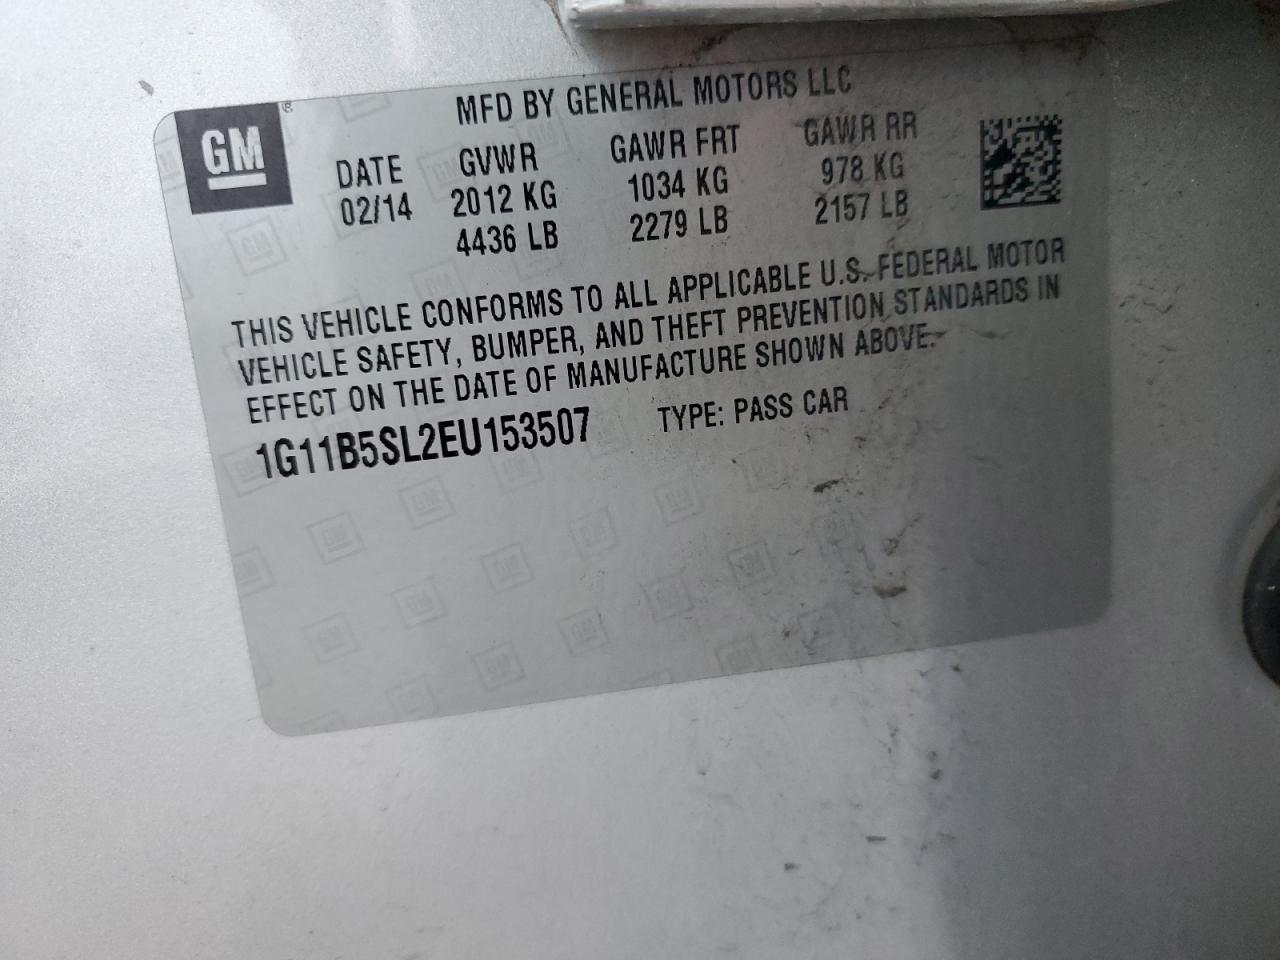 MFD BY GENERAL MOTORS LLC
GM ®
DATE GVWR GAWR FRT GAWR RR
02/14 2012 KG 1034 KG 978 KG
4436 LB 2279 LB 2157 LB
THIS VEHICLE CONFORMS TO ALL APPLICABLE U.S. FEDERAL MOTOR
VEHICLE SAFETY, BUMPER, AND THEFT PREVENTION STANDARDS IN
EFFECT ON THE DATE OF MANUFACTURE SHOWN ABOVE.
1G11B5SL2EU153507 TYPE: PASS CAR